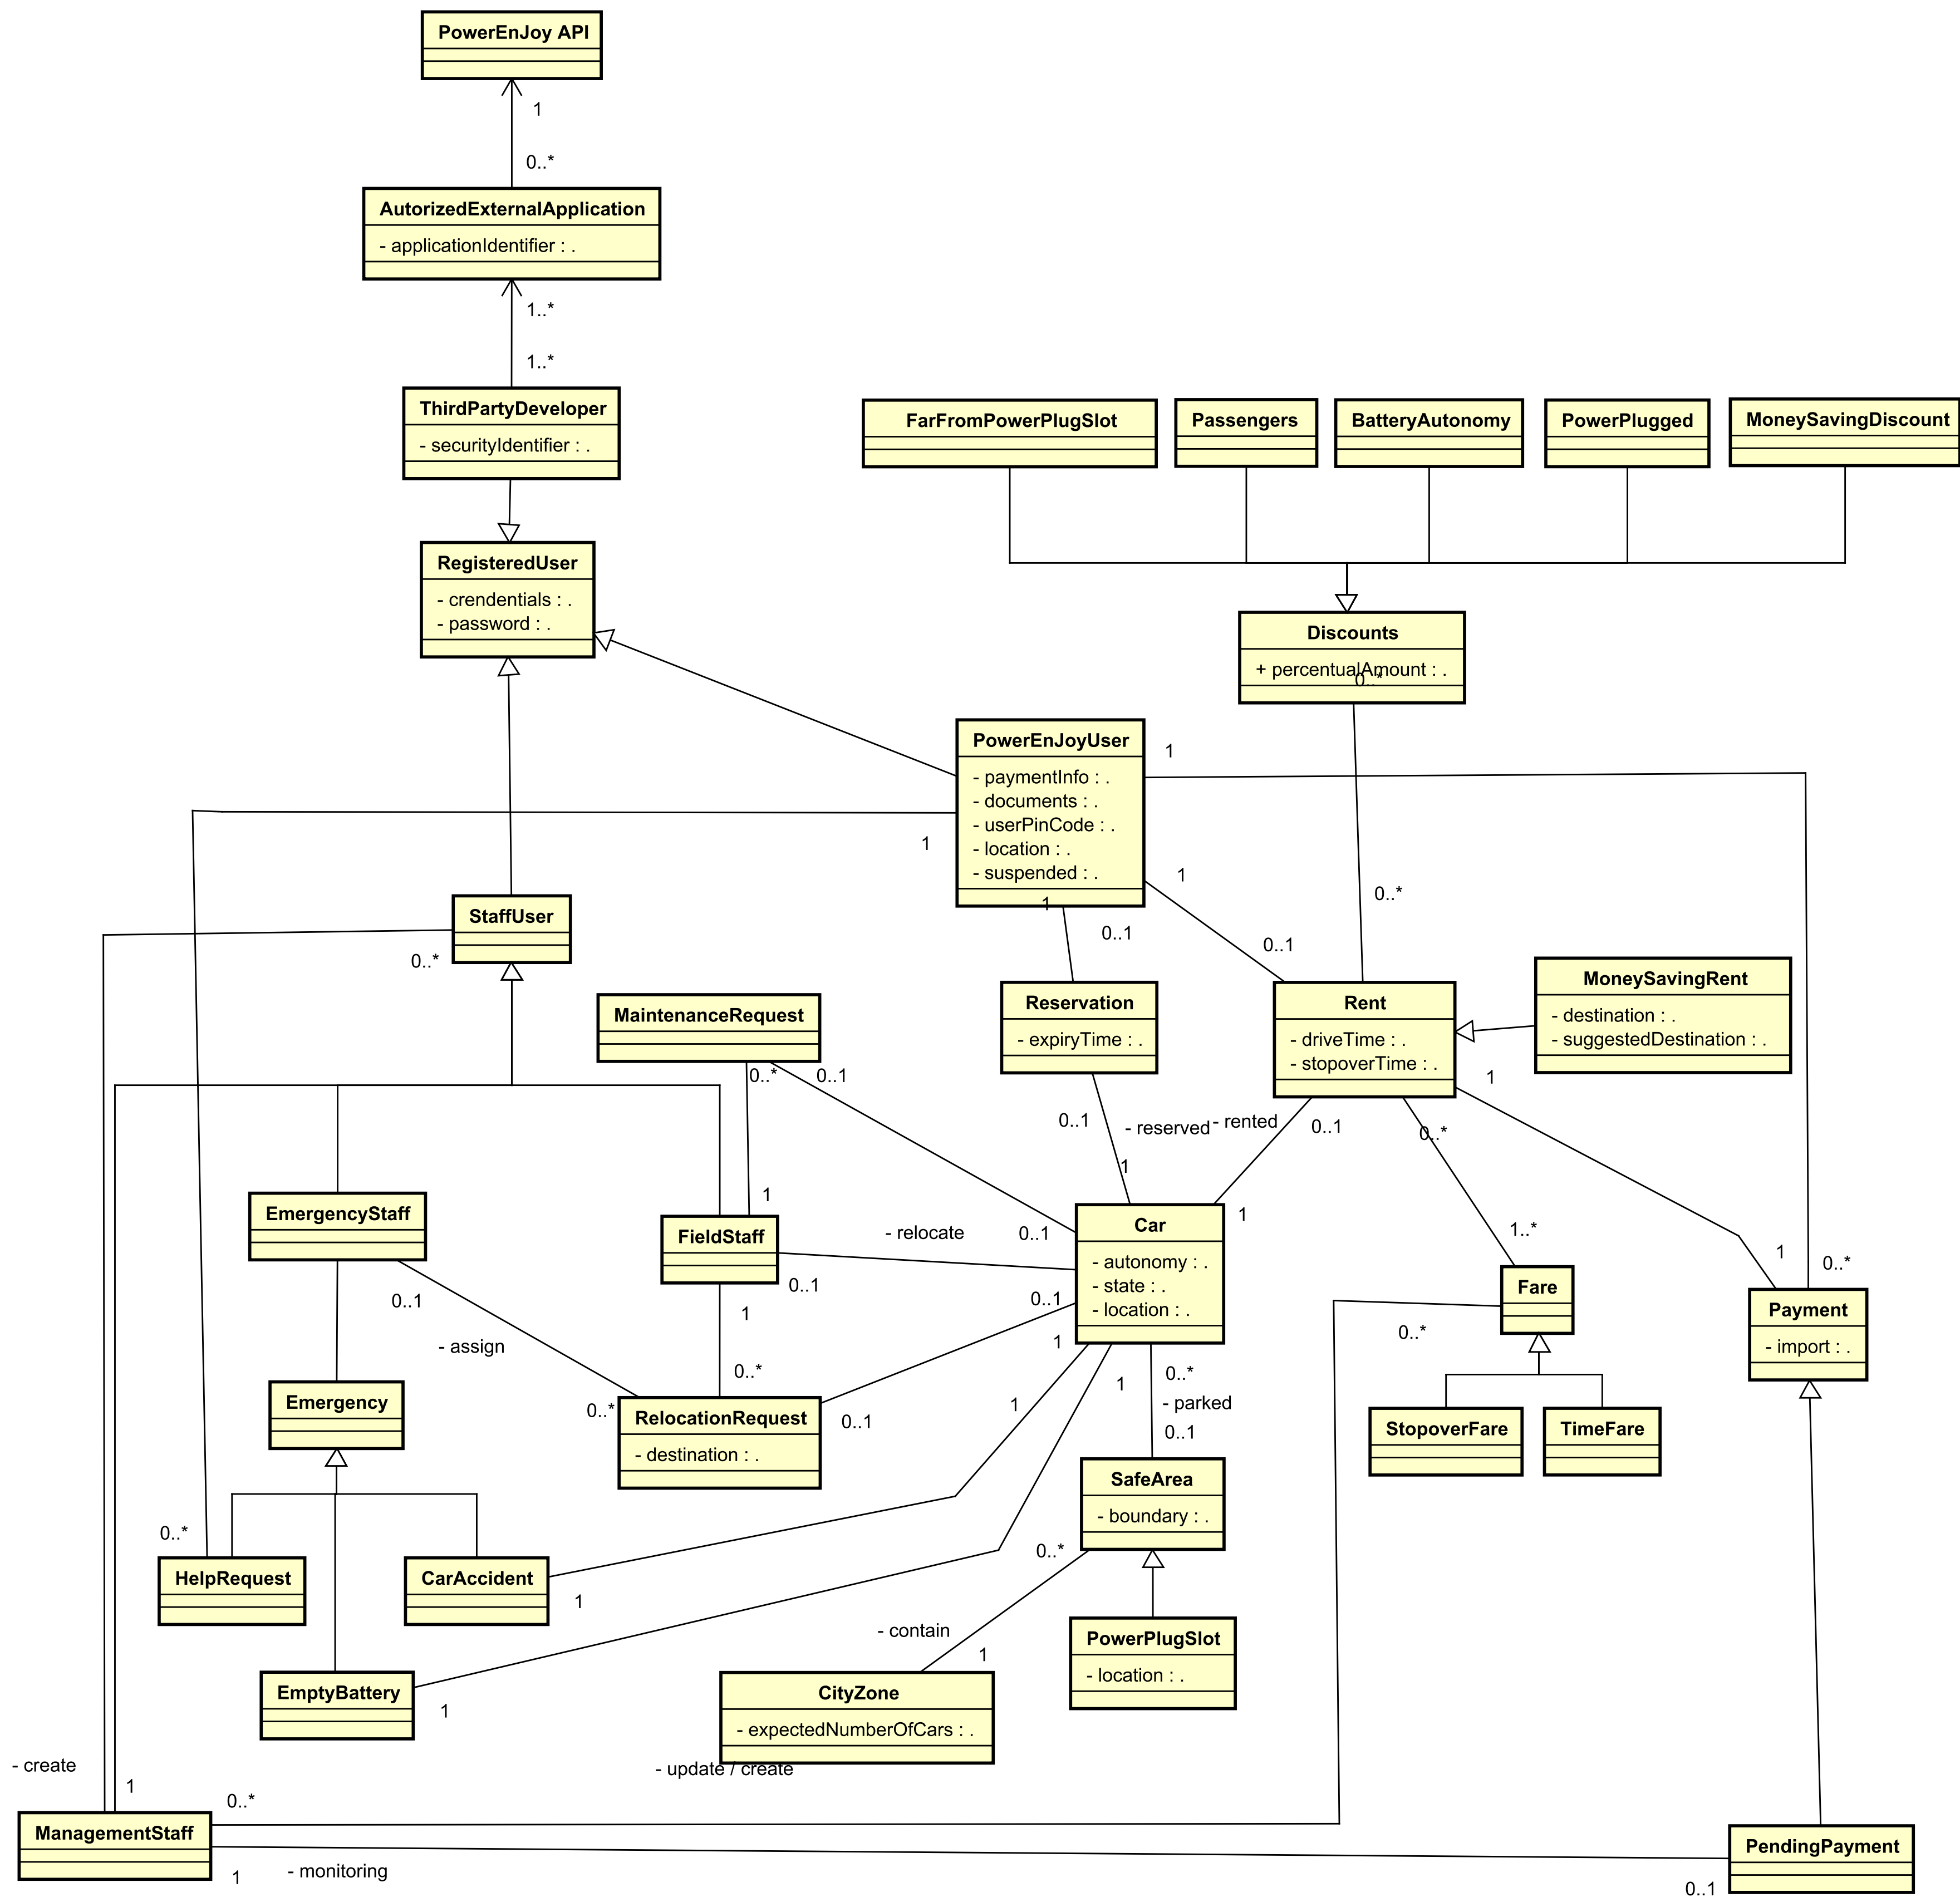 PowerEnJoy API
1
0..*
AutorizedExternalApplication
- applicationIdentifier : .
1..*
1..*
ThirdPartyDeveloper
- securityIdentifier : .
FarFromPowerPlugSlot
Passengers
BatteryAutonomy
PowerPlugged
MoneySavingDiscount
RegisteredUser
- crendentials : .
- password : .
Discounts
+ percentualAmount : .
0..*
PowerEnJoyUser
- paymentInfo : .
- documents : .
- userPinCode : .
- location : .
- suspended : .
1
1
1
1
0..1
0..1
0..*
StaffUser
0..*
MaintenanceRequest
0..*
0..1
Reservation
- expiryTime : .
Rent
- driveTime : .
- stopoverTime : .
MoneySavingRent
- destination : .
- suggestedDestination : .
1
0..1
- reserved
- rented
0..1
0..*
1
1
EmergencyStaff
FieldStaff
1
- relocate
0..1
Car
- autonomy : .
- state : .
- location : .
1..*
1
0..*
Fare
Payment
- import : .
0..1
- assign
0..1
1
0..1
1
0..*
Emergency
0..*
RelocationRequest
- destination : .
0..*
0..1
1
1
0..*
- parked
0..1
StopoverFare
TimeFare
SafeArea
- boundary : .
0..*
0..*
HelpRequest
CarAccident
1
- contain
1
PowerPlugSlot
- location : .
EmptyBattery
1
CityZone
- expectedNumberOfCars : .
- create
1
- update / create
0..*
ManagementStaff
1
- monitoring
PendingPayment
0..1